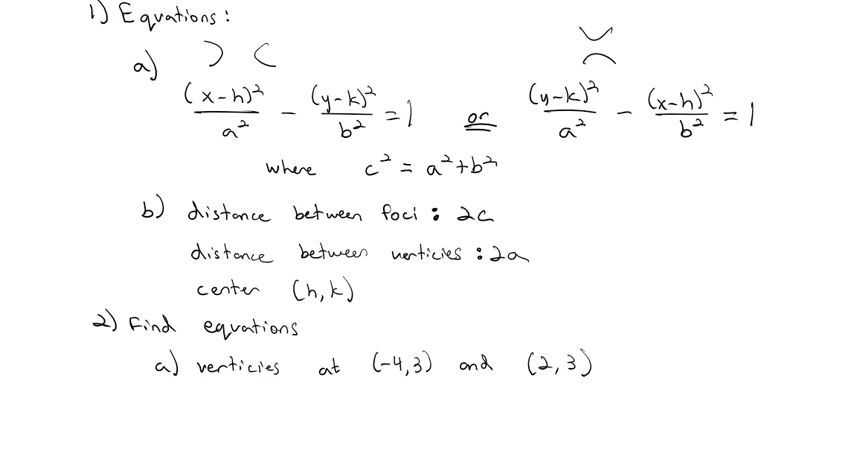 1) Equations:
a)
(x-h)²/a² - (y-k)²/b² = 1 or (y-k)²/a² - (x-h)²/b² = 1
where c² = a² + b²
b) distance between foci : 2c
distance between verticies : 2a
center (h, k)
2) Find equations
a) verticies at (-4, 3) and (2, 3)